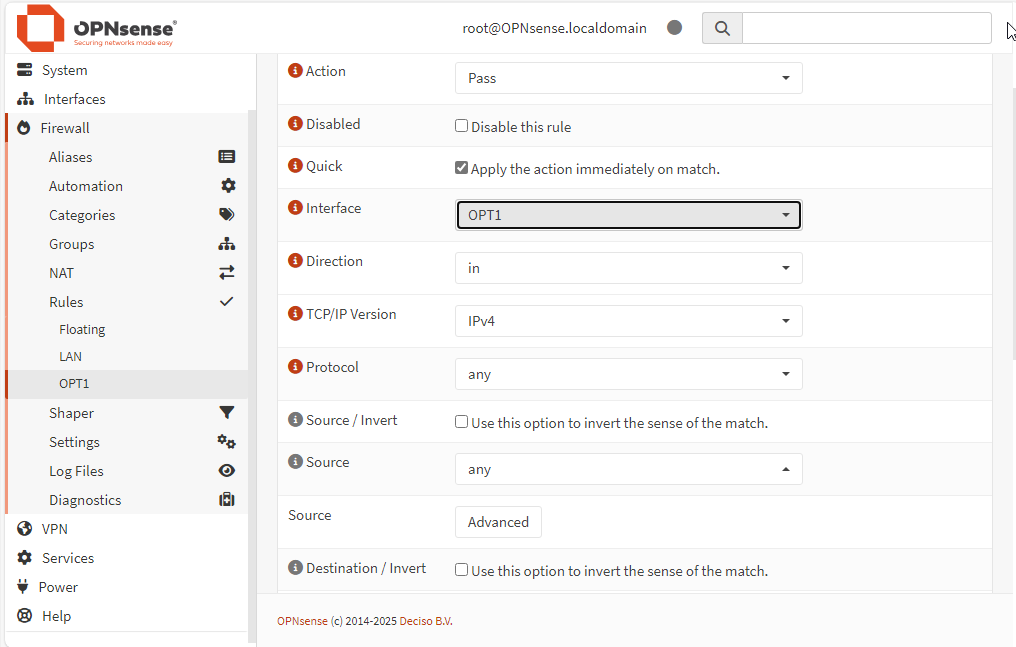 OPNsense®
Securing networks made easy
root@OPNsense.localdomain
System
Interfaces
Firewall
Aliases
Automation
Categories
Groups
NAT
Rules
Floating
LAN
OPT1
Shaper
Settings
Log Files
Diagnostics
VPN
Services
Power
Help
Action
Pass
Disabled
Disable this rule
Quick
Apply the action immediately on match.
Interface
OPT1
Direction
in
TCP/IP Version
IPv4
Protocol
any
Source / Invert
Use this option to invert the sense of the match.
Source
any
Source
Advanced
Destination / Invert
Use this option to invert the sense of the match.
OPNsense (c) 2014-2025 Deciso B.V.